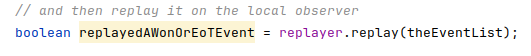 // and then replay it on the local observer
boolean replayedAWonOrEoTEvent = replayer.replay(theEventList);